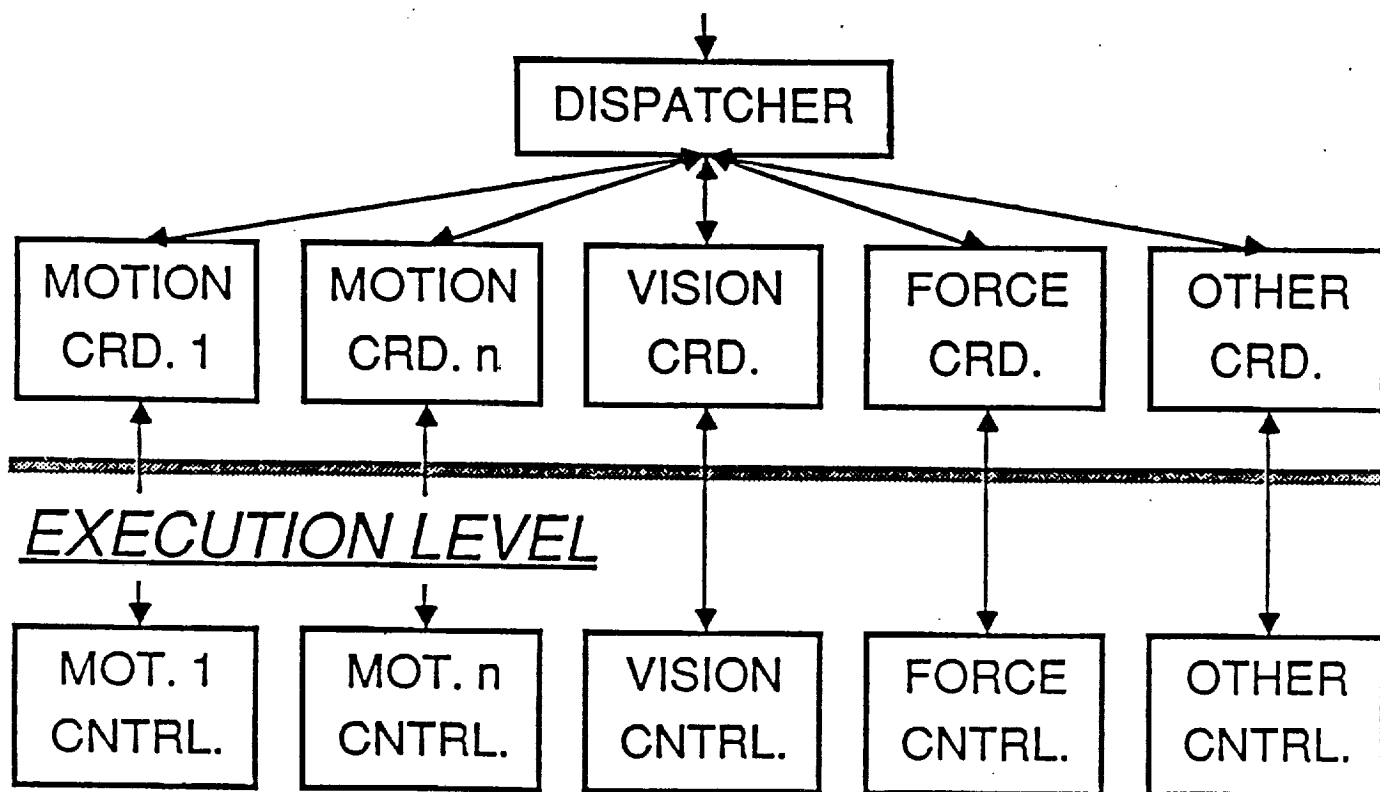 DISPATCHER
MOTION
CRD. 1
MOTION
CRD. n
VISION
CRD.
FORCE
CRD.
OTHER
CRD.
EXECUTION LEVEL
MOT. 1
CNTRL.
MOT. n
CNTRL.
VISION
CNTRL.
FORCE
CNTRL.
OTHER
CNTRL.